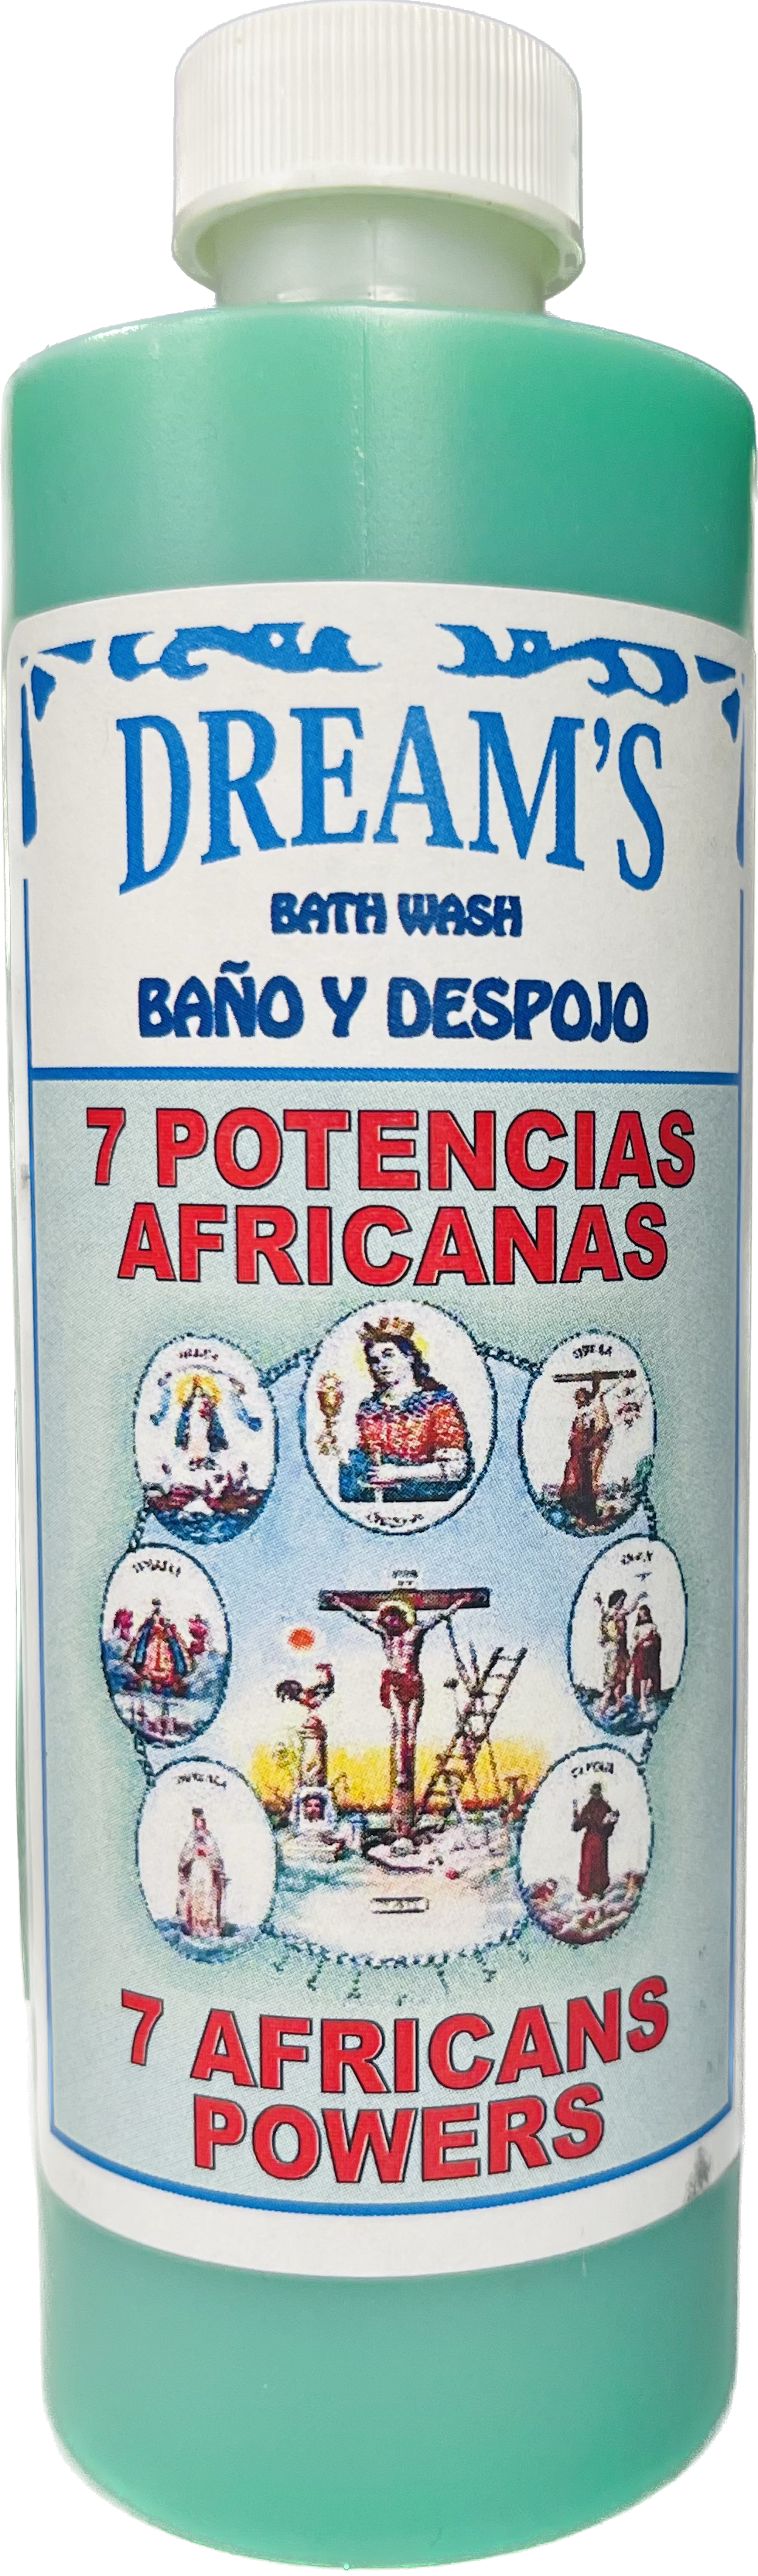 DREAM'S
BATH WASH
BAÑO Y DESPOJO
7 POTENCIAS
AFRICANAS
7 AFRICANS
POWERS